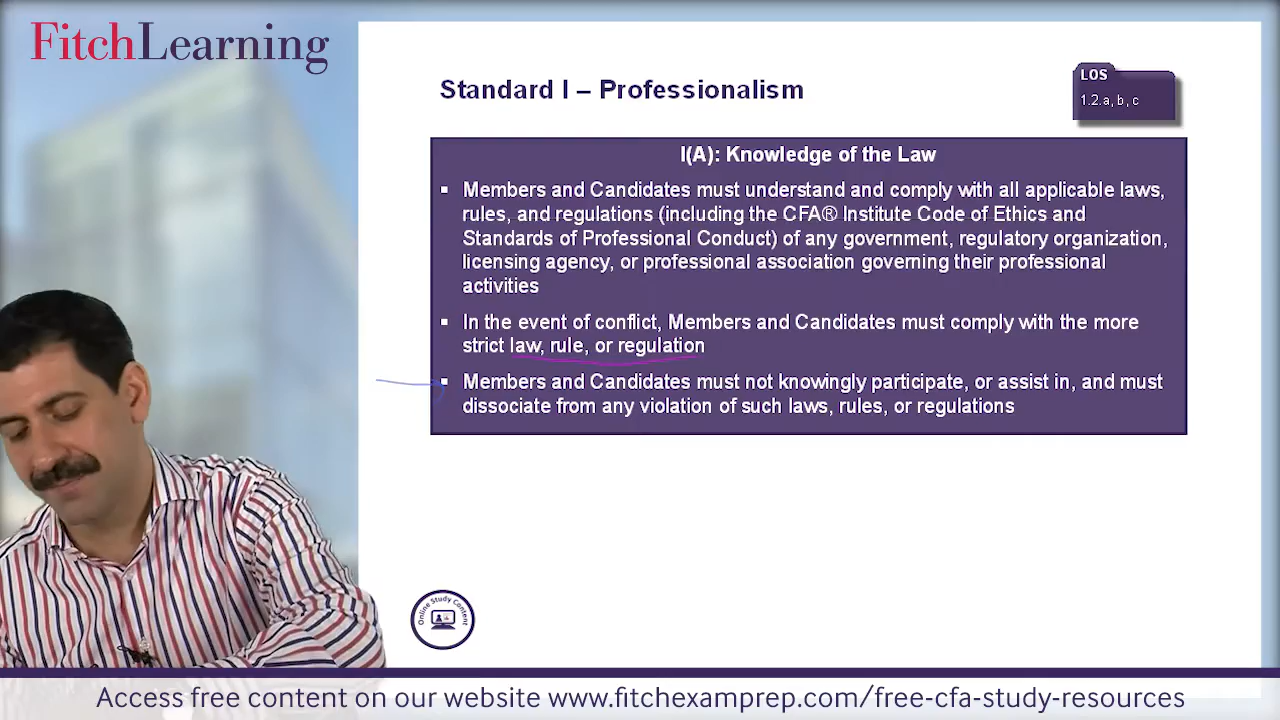 FitchLearning
Standard I – Professionalism
LOS
1.2.a, b, c
I(A): Knowledge of the Law
▪ Members and Candidates must understand and comply with all applicable laws,
rules, and regulations (including the CFA® Institute Code of Ethics and
Standards of Professional Conduct) of any government, regulatory organization,
licensing agency, or professional association governing their professional
activities
▪ In the event of conflict, Members and Candidates must comply with the more
strict law, rule, or regulation
▪ Members and Candidates must not knowingly participate, or assist in, and must
dissociate from any violation of such laws, rules, or regulations
Online Study Content
Access free content on our website www.fitchexamprep.com/free-cfa-study-resources